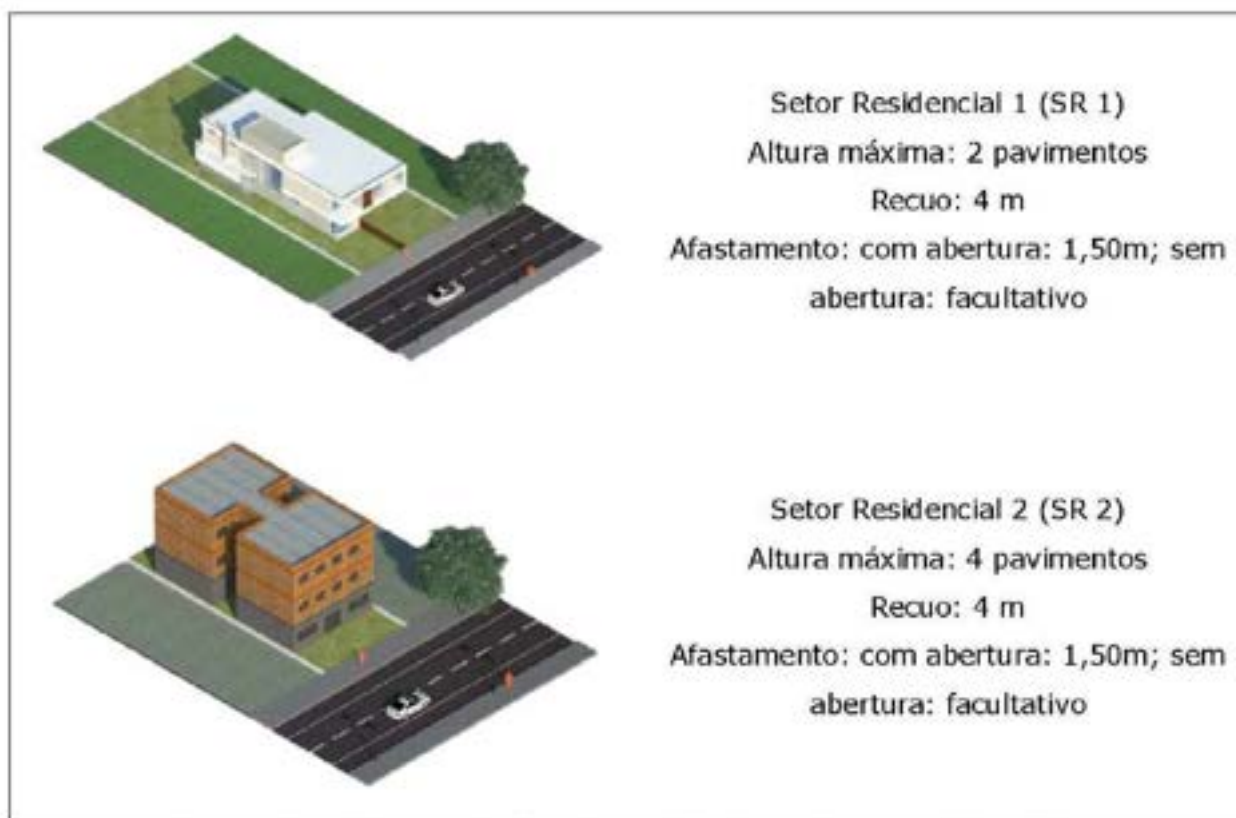 Setor Residencial 1 (SR 1)
Altura máxima: 2 pavimentos
Recuo: 4 m
Afastamento: com abertura: 1,50m; sem
abertura: facultativo
Setor Residencial 2 (SR 2)
Altura máxima: 4 pavimentos
Recuo: 4 m
Afastamento: com abertura: 1,50m; sem
abertura: facultativo